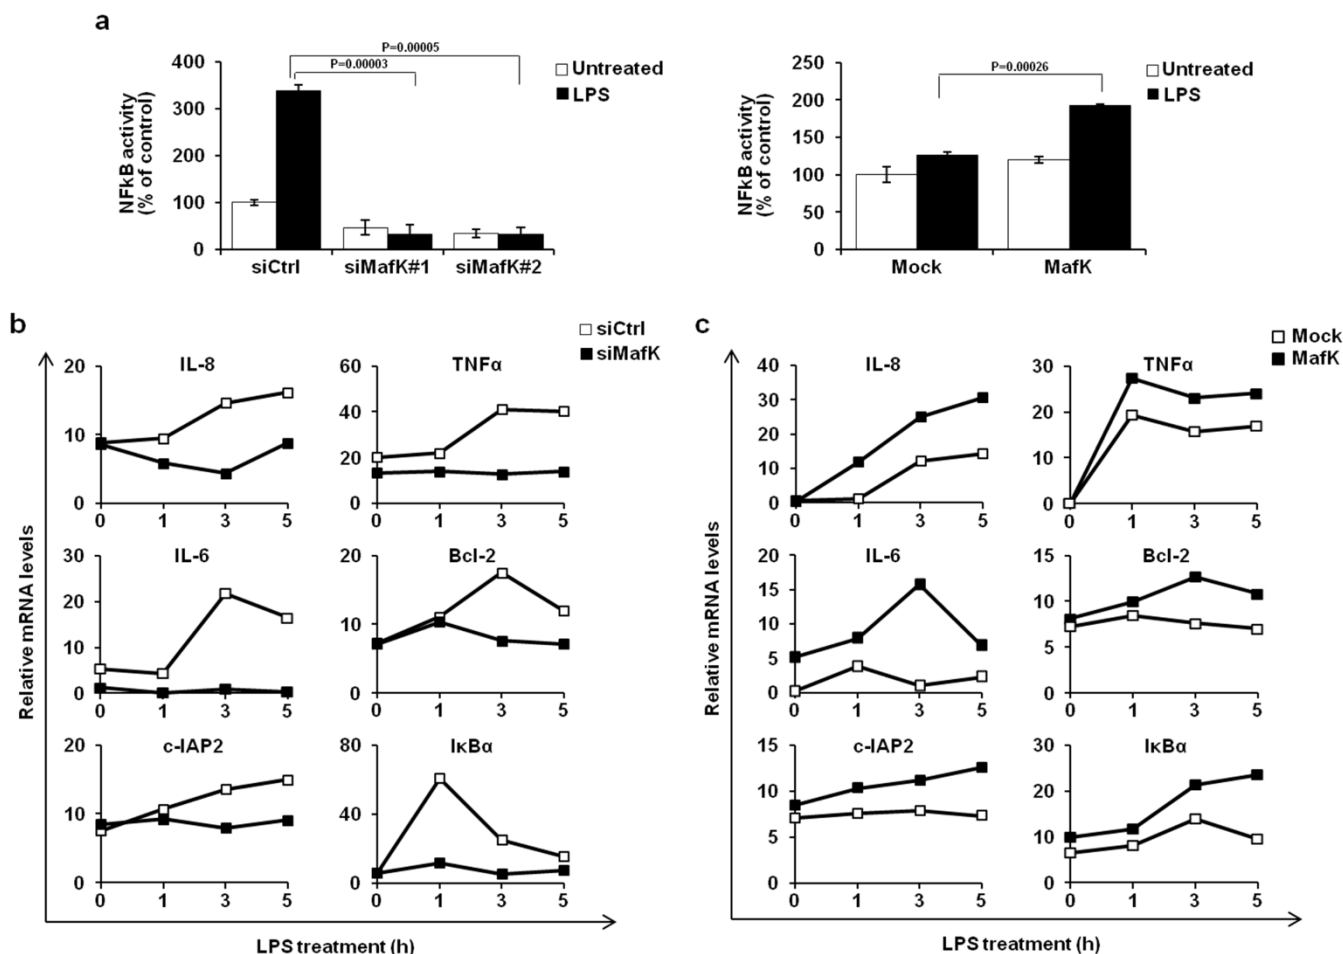 a
NFkB activity
(% of control)
400
300
200
100
0
P=0.00005
P=0.00003
Untreated
LPS
siCtrl
siMafK#1
siMafK#2
NFkB activity
(% of control)
250
200
150
100
50
0
P=0.00026
Untreated
LPS
Mock
MafK
b
siCtrl
siMafK
Relative mRNA levels
IL-8
20
10
0
0 1 3 5
TNFα
60
40
20
0
0 1 3 5
IL-6
30
20
10
0
0 1 3 5
Bcl-2
20
10
0
0 1 3 5
c-IAP2
20
10
0
0 1 3 5
IκBα
80
40
0
0 1 3 5
LPS treatment (h)
c
Mock
MafK
Relative mRNA levels
IL-8
40
30
20
10
0
0 1 3 5
TNFα
30
20
10
0
0 1 3 5
IL-6
20
15
10
5
0
0 1 3 5
Bcl-2
15
10
5
0
0 1 3 5
c-IAP2
15
10
5
0
0 1 3 5
IκBα
30
20
10
0
0 1 3 5
LPS treatment (h)